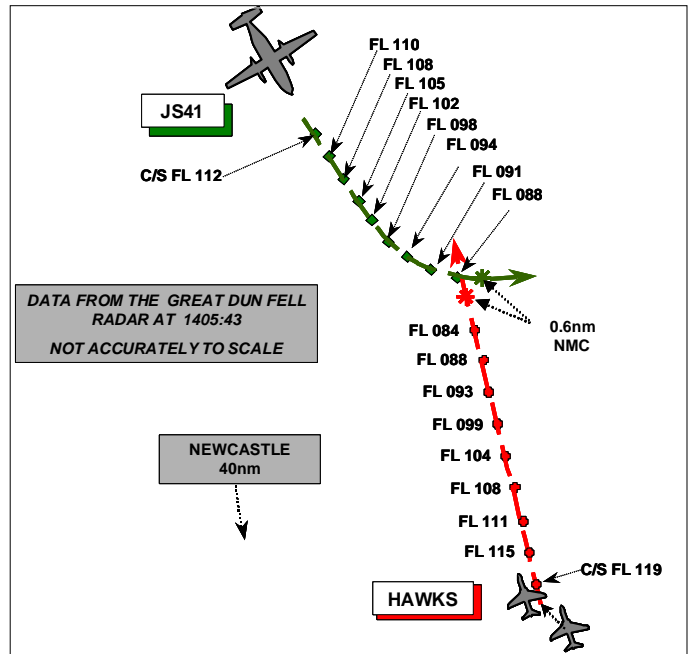 FL 110
FL 108
FL 105
FL 102
FL 098
FL 094
FL 091
FL 088
JS41
C/S FL 112
DATA FROM THE GREAT DUN FELL
RADAR AT 1405:43
NOT ACCURATELY TO SCALE
0.6nm
NMC
FL 084
FL 088
FL 093
FL 099
FL 104
FL 108
FL 111
FL 115
NEWCASTLE
40nm
C/S FL 119
HAWKS